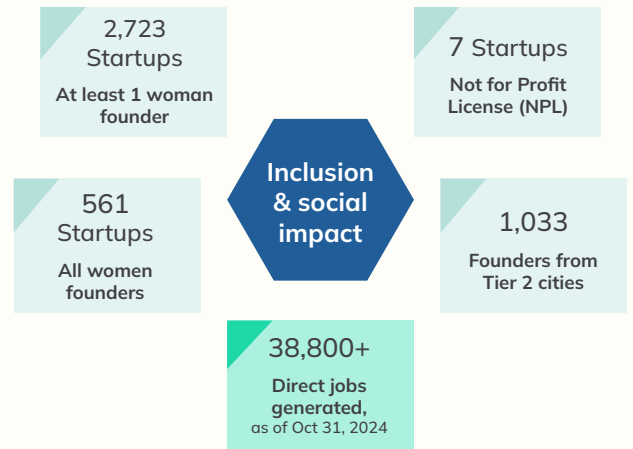 2,723
Startups
At least 1 woman
founder
7 Startups
Not for Profit
License (NPL)
Inclusion
& social
impact
561
Startups
All women
founders
1,033
Founders from
Tier 2 cities
38,800+
Direct jobs
generated,
as of Oct 31, 2024